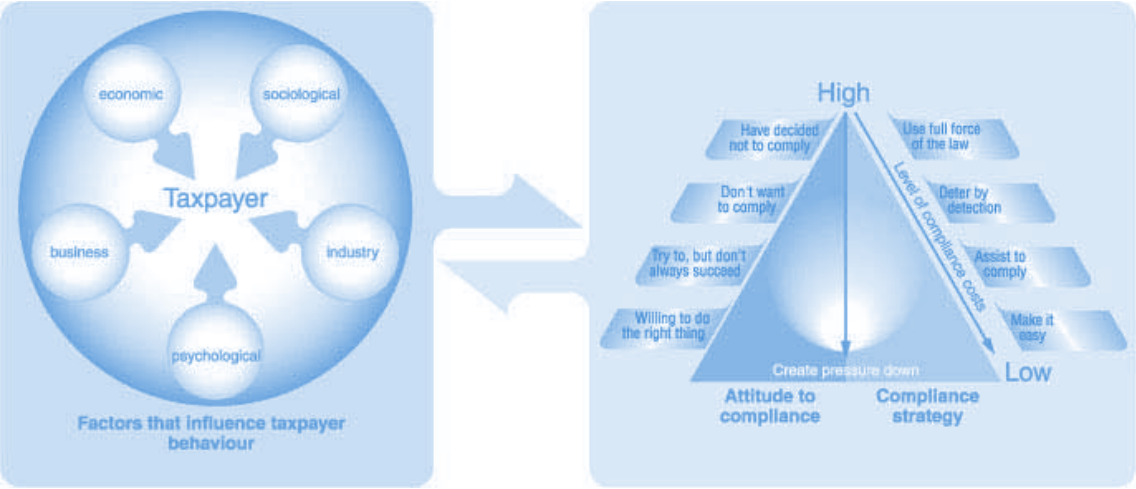 economic
sociological
Taxpayer
business
industry
psychological
Factors that influence taxpayer
behaviour
High
Have decided
not to comply
Use full force
of the law
Don't want
to comply
Deter by
detection
Level of compliance costs
Try to, but don't
always succeed
Assist to
comply
Willing to do
the right thing
Make it
easy
Create pressure down
Low
Attitude to
compliance
Compliance
strategy